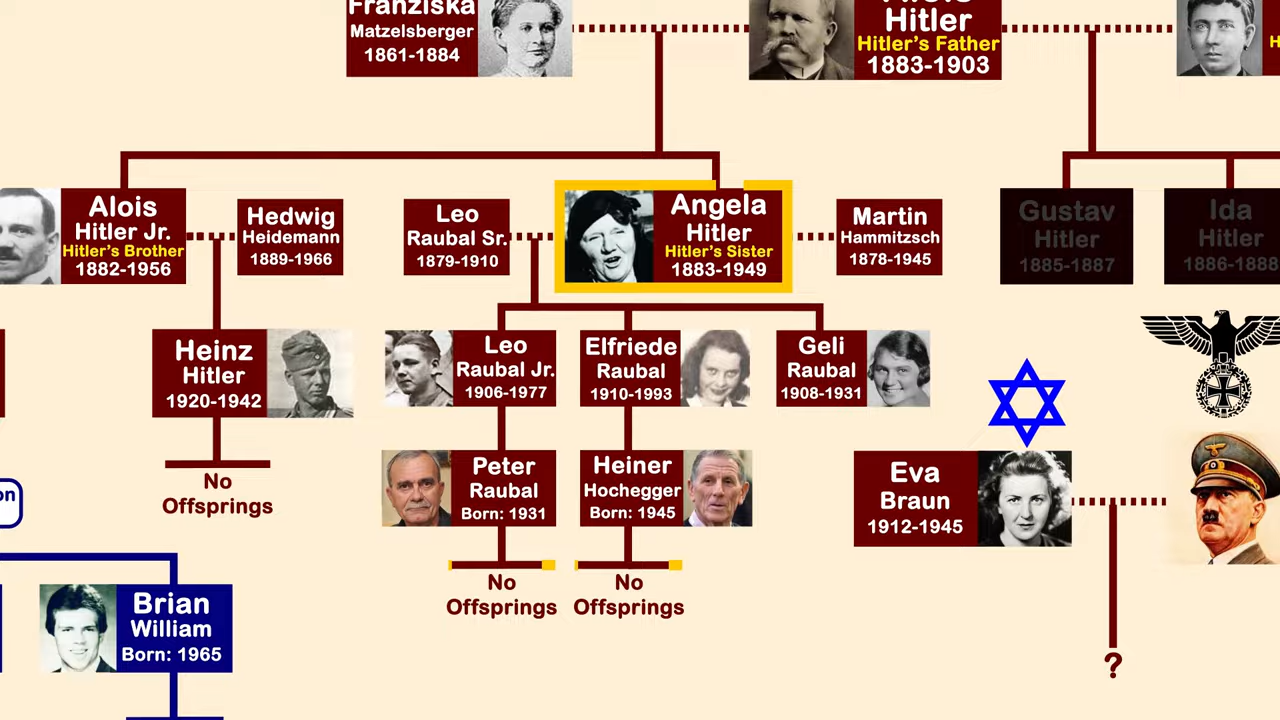 Franziska
Matzelsberger
1861-1884
Hitler
Hitler's Father
1883-1903
Alois
Hitler Jr.
Hitler's Brother
1882-1956
Hedwig
Heidemann
1889-1966
Leo
Raubal Sr.
1879-1910
Angela
Hitler
Hitler's Sister
1883-1949
Martin
Hammitzsch
1878-1945
Gustav
Hitler
1885-1887
Ida
Hitler
1886-1888
Heinz
Hitler
1920-1942
Leo
Raubal Jr.
1906-1977
Elfriede
Raubal
1910-1993
Geli
Raubal
1908-1931
No
Offsprings
Peter
Raubal
Born: 1931
Heiner
Hochegger
Born: 1945
Eva
Braun
1912-1945
No
Offsprings
No
Offsprings
Brian
William
Born: 1965
?